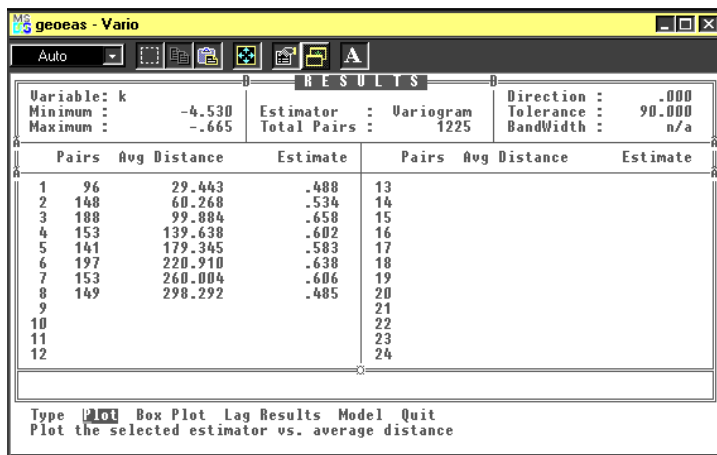 geoeas - Vario
Auto
A
RESULTS
Variable: k
Minimum : -4.530
Maximum : -.665
Estimator : Variogram
Total Pairs : 1225
Direction : .000
Tolerance : 90.000
BandWidth : n/a
Pairs Avg Distance Estimate Pairs Avg Distance Estimate
1 96 29.443 .488 13
2 148 60.268 .534 14
3 188 99.884 .658 15
4 153 139.638 .602 16
5 141 179.345 .583 17
6 197 220.910 .638 18
7 153 260.004 .606 19
8 149 298.292 .485 20
9 21
10 22
11 23
12 24
Type Plot Box Plot Lag Results Model Quit
Plot the selected estimator vs. average distance